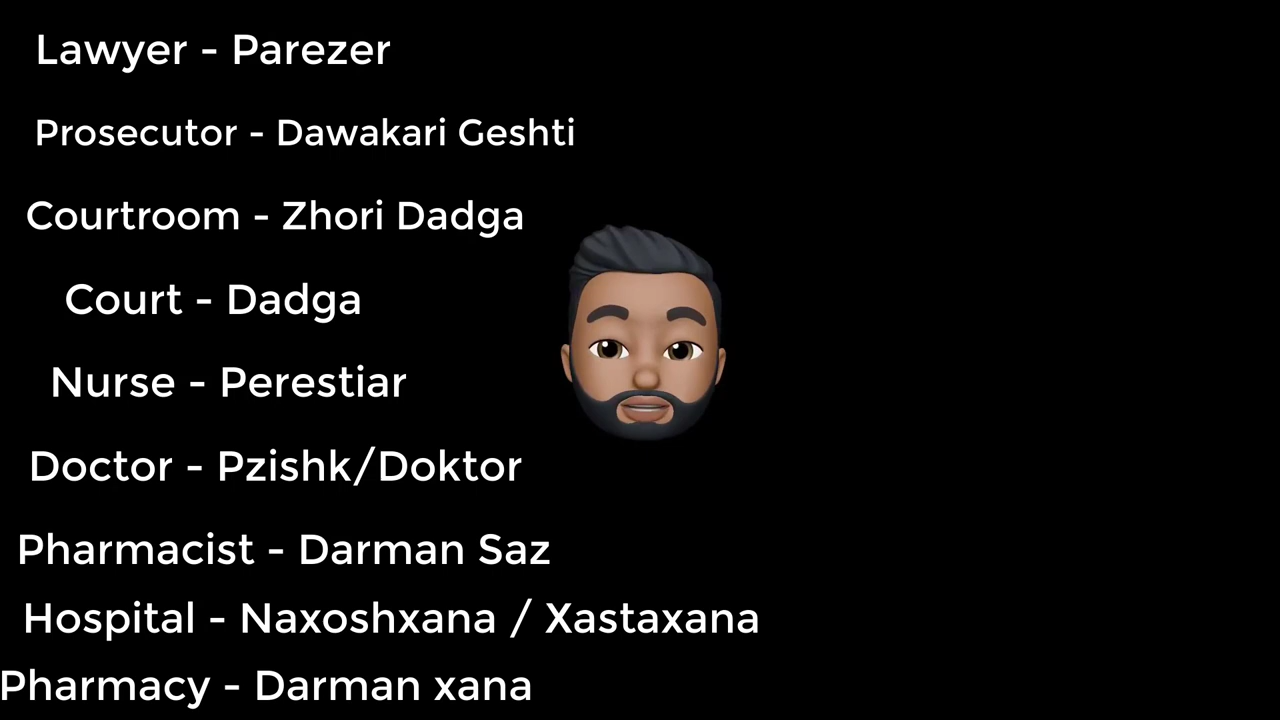 Lawyer - Parezer
Prosecutor - Dawakari Geshti
Courtroom - Zhori Dadga
Court - Dadga
Nurse - Perestiar
Doctor - Pzishk/Doktor
Pharmacist - Darman Saz
Hospital - Naxoshxana / Xastaxana
Pharmacy - Darman xana